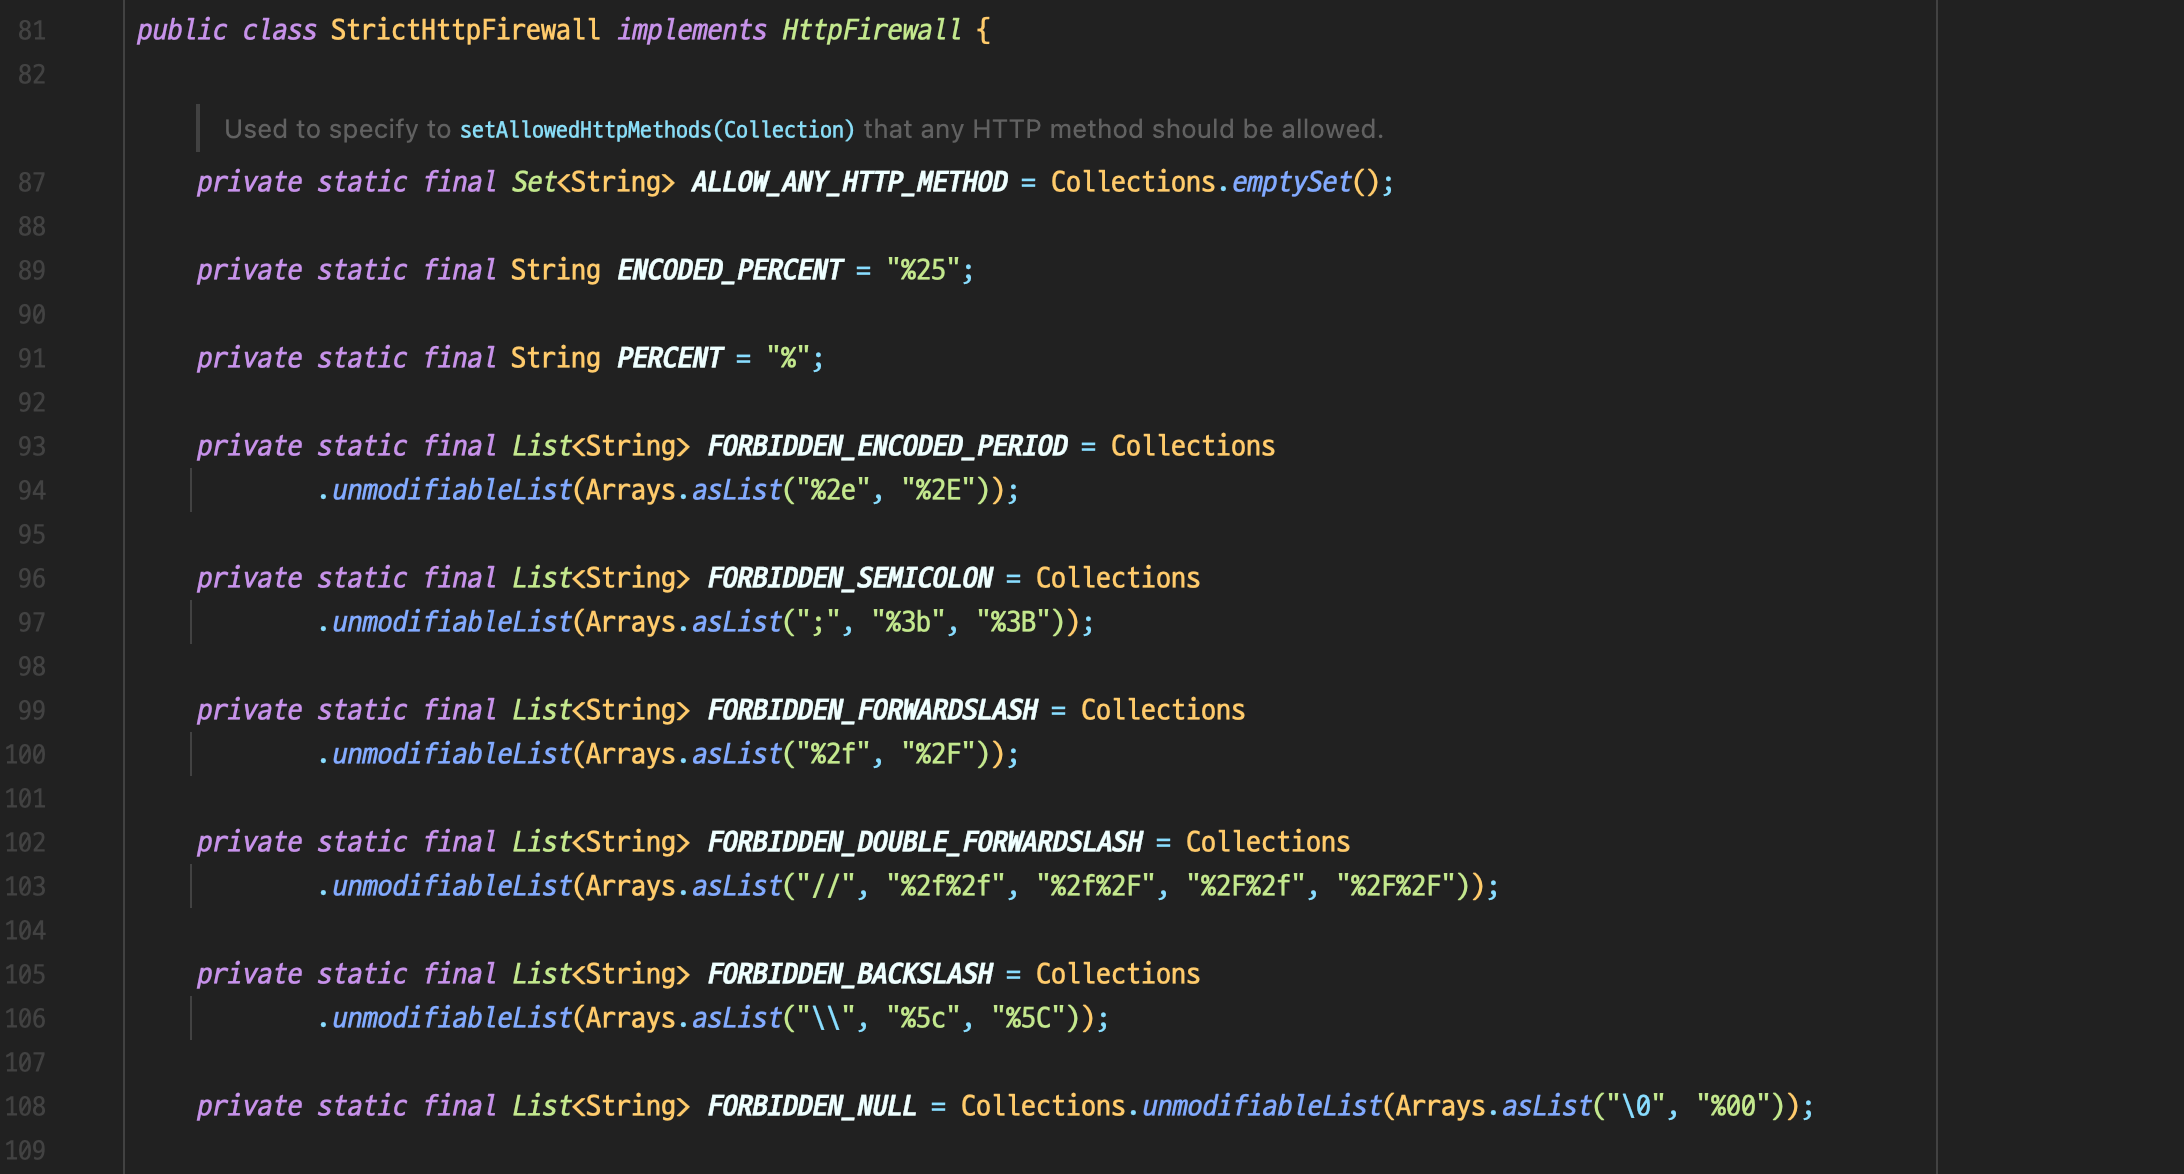 81 public class StrictHttpFirewall implements HttpFirewall {
82
Used to specify to setAllowedHttpMethods(Collection) that any HTTP method should be allowed.
87 private static final Set<String> ALLOW_ANY_HTTP_METHOD = Collections.emptySet();
88
89 private static final String ENCODED_PERCENT = "%25";
90
91 private static final String PERCENT = "%";
92
93 private static final List<String> FORBIDDEN_ENCODED_PERIOD = Collections
94 .unmodifiableList(Arrays.asList("%2e", "%2E"));
95
96 private static final List<String> FORBIDDEN_SEMICOLON = Collections
97 .unmodifiableList(Arrays.asList(";", "%3b", "%3B"));
98
99 private static final List<String> FORBIDDEN_FORWARDSLASH = Collections
100 .unmodifiableList(Arrays.asList("%2f", "%2F"));
101
102 private static final List<String> FORBIDDEN_DOUBLE_FORWARDSLASH = Collections
103 .unmodifiableList(Arrays.asList("//", "%2f%2f", "%2f%2F", "%2F%2f", "%2F%2F"));
104
105 private static final List<String> FORBIDDEN_BACKSLASH = Collections
106 .unmodifiableList(Arrays.asList("\\", "%5c", "%5C"));
107
108 private static final List<String> FORBIDDEN_NULL = Collections.unmodifiableList(Arrays.asList("\0", "%00"));
109